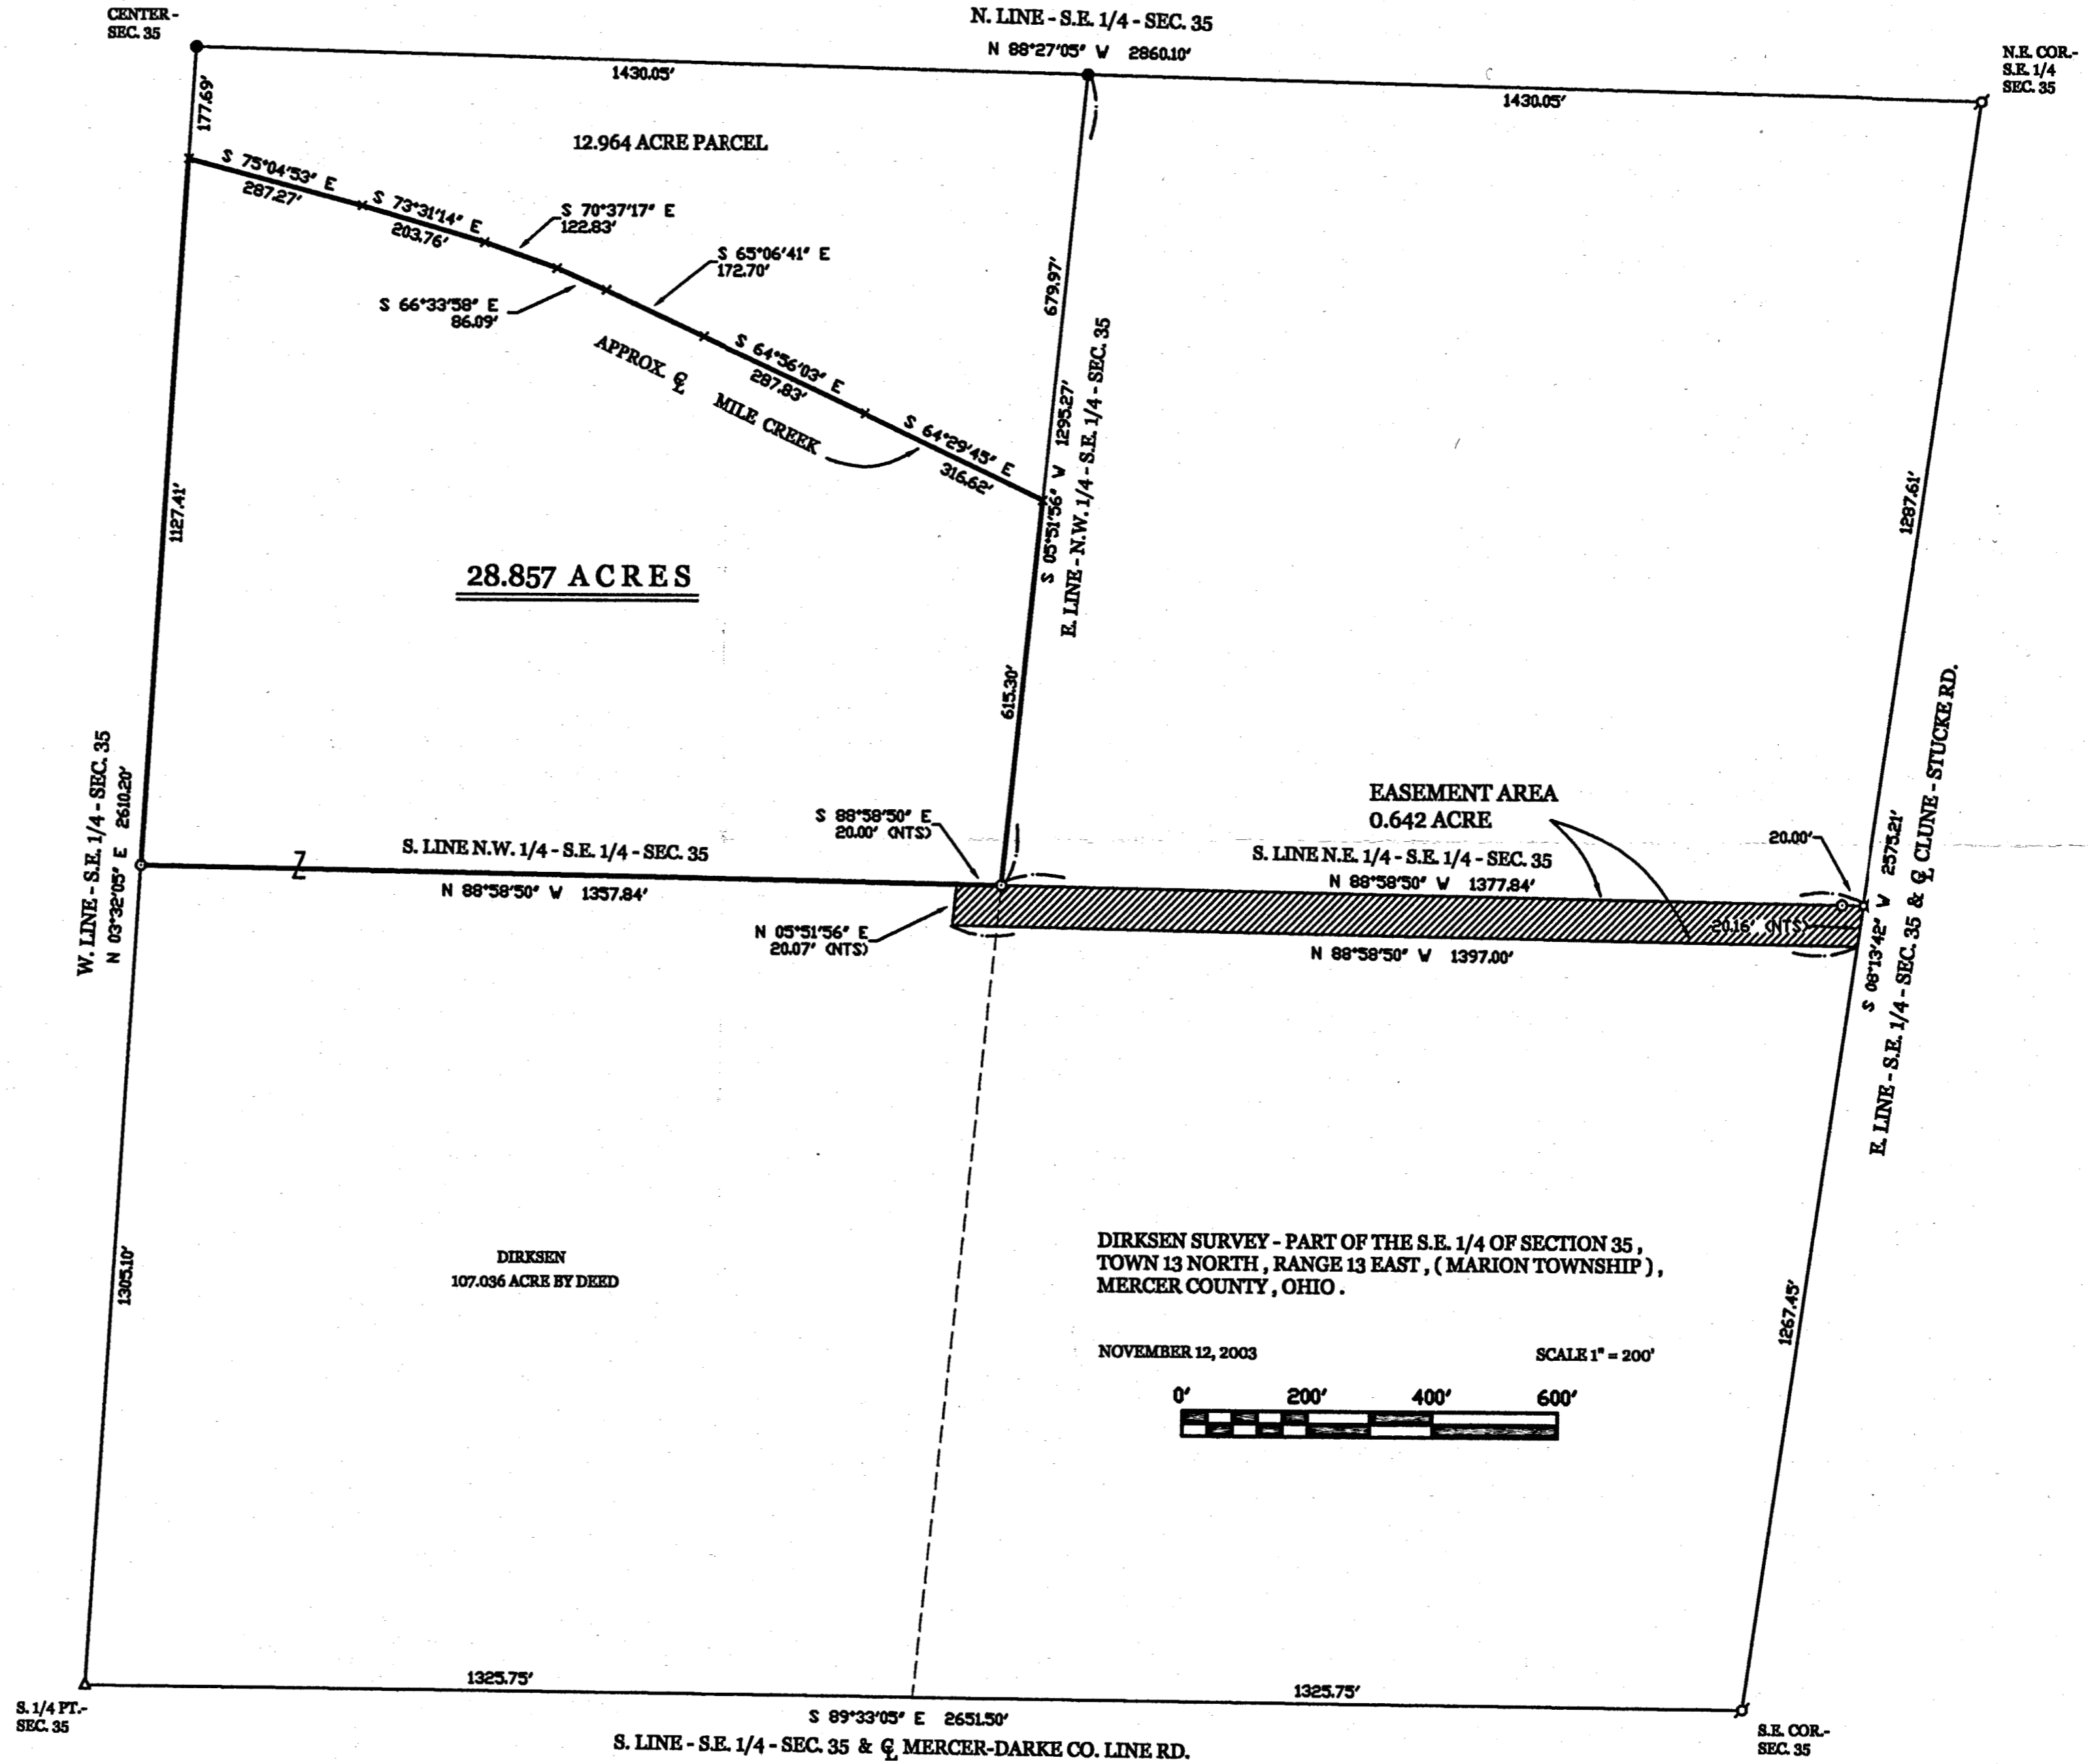 CENTER -
SEC. 35
N. LINE - S.E. 1/4 - SEC. 35
N 88°27'05" W 2860.10'
N.E. COR.-
S.E. 1/4
SEC. 35
1430.05'
1430.05'
177.69'
12.964 ACRE PARCEL
S 75°04'53" E
287.27'
S 73°31'14" E
203.76'
S 70°37'17" E
122.83'
S 65°06'41" E
172.70'
S 66°33'58" E
86.09'
APPROX. ℄ MILE CREEK
S 64°56'03" E
287.83'
S 64°29'45" E
316.62'
679.97'
S 05°51'56" W 1295.27'
E. LINE - N.W. 1/4 - S.E. 1/4 - SEC. 35
1127.41'
1287.61'
28.857 ACRES
615.30'
W. LINE - S.E. 1/4 - SEC. 35
N 03°32'05" E 2610.20'
S 88°58'50" E
20.00' (NTS)
S. LINE N.W. 1/4 - S.E. 1/4 - SEC. 35
N 88°58'50" W 1357.84'
EASEMENT AREA
0.642 ACRE
20.00'
S. LINE N.E. 1/4 - S.E. 1/4 - SEC. 35
N 88°58'50" W 1377.84'
N 05°51'56" E
20.07' (NTS)
20.16' (NTS)
N 88°58'50" W 1397.00'
S 08°13'42" W 2575.21'
E. LINE - S.E. 1/4 - SEC. 35 & ℄ CLUNE - STUCKE RD.
DIRKSEN
107.036 ACRE BY DEED
1305.10'
DIRKSEN SURVEY - PART OF THE S.E. 1/4 OF SECTION 35 ,
TOWN 13 NORTH , RANGE 13 EAST , ( MARION TOWNSHIP ) ,
MERCER COUNTY , OHIO .
1267.45'
NOVEMBER 12, 2003
SCALE 1" = 200'
0' 200' 400' 600'
1325.75'
1325.75'
S. 1/4 PT.-
SEC. 35
S 89°33'05" E 2651.50'
S. LINE - S.E. 1/4 - SEC. 35 & ℄ MERCER-DARKE CO. LINE RD.
S.E. COR.-
SEC. 35